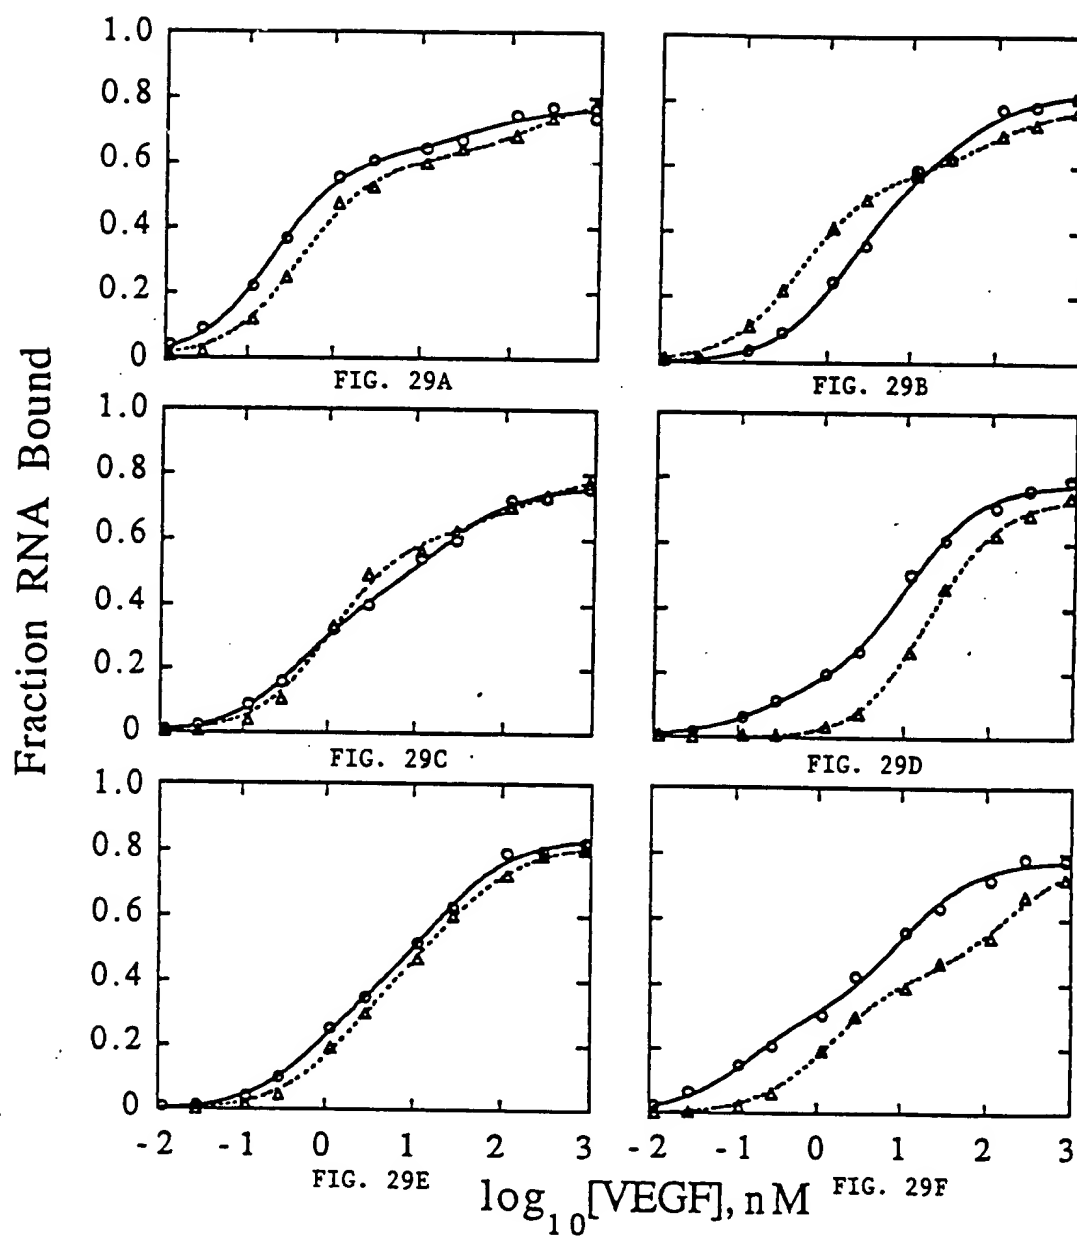 Fraction RNA Bound
1.0
0.8
0.6
0.4
0.2
0
FIG. 29A
FIG. 29B
1.0
0.8
0.6
0.4
0.2
0
FIG. 29C
FIG. 29D
1.0
0.8
0.6
0.4
0.2
0
-2 -1 0 1 2 3
-2 -1 0 1 2 3
FIG. 29E
FIG. 29F
log10[VEGF], nM